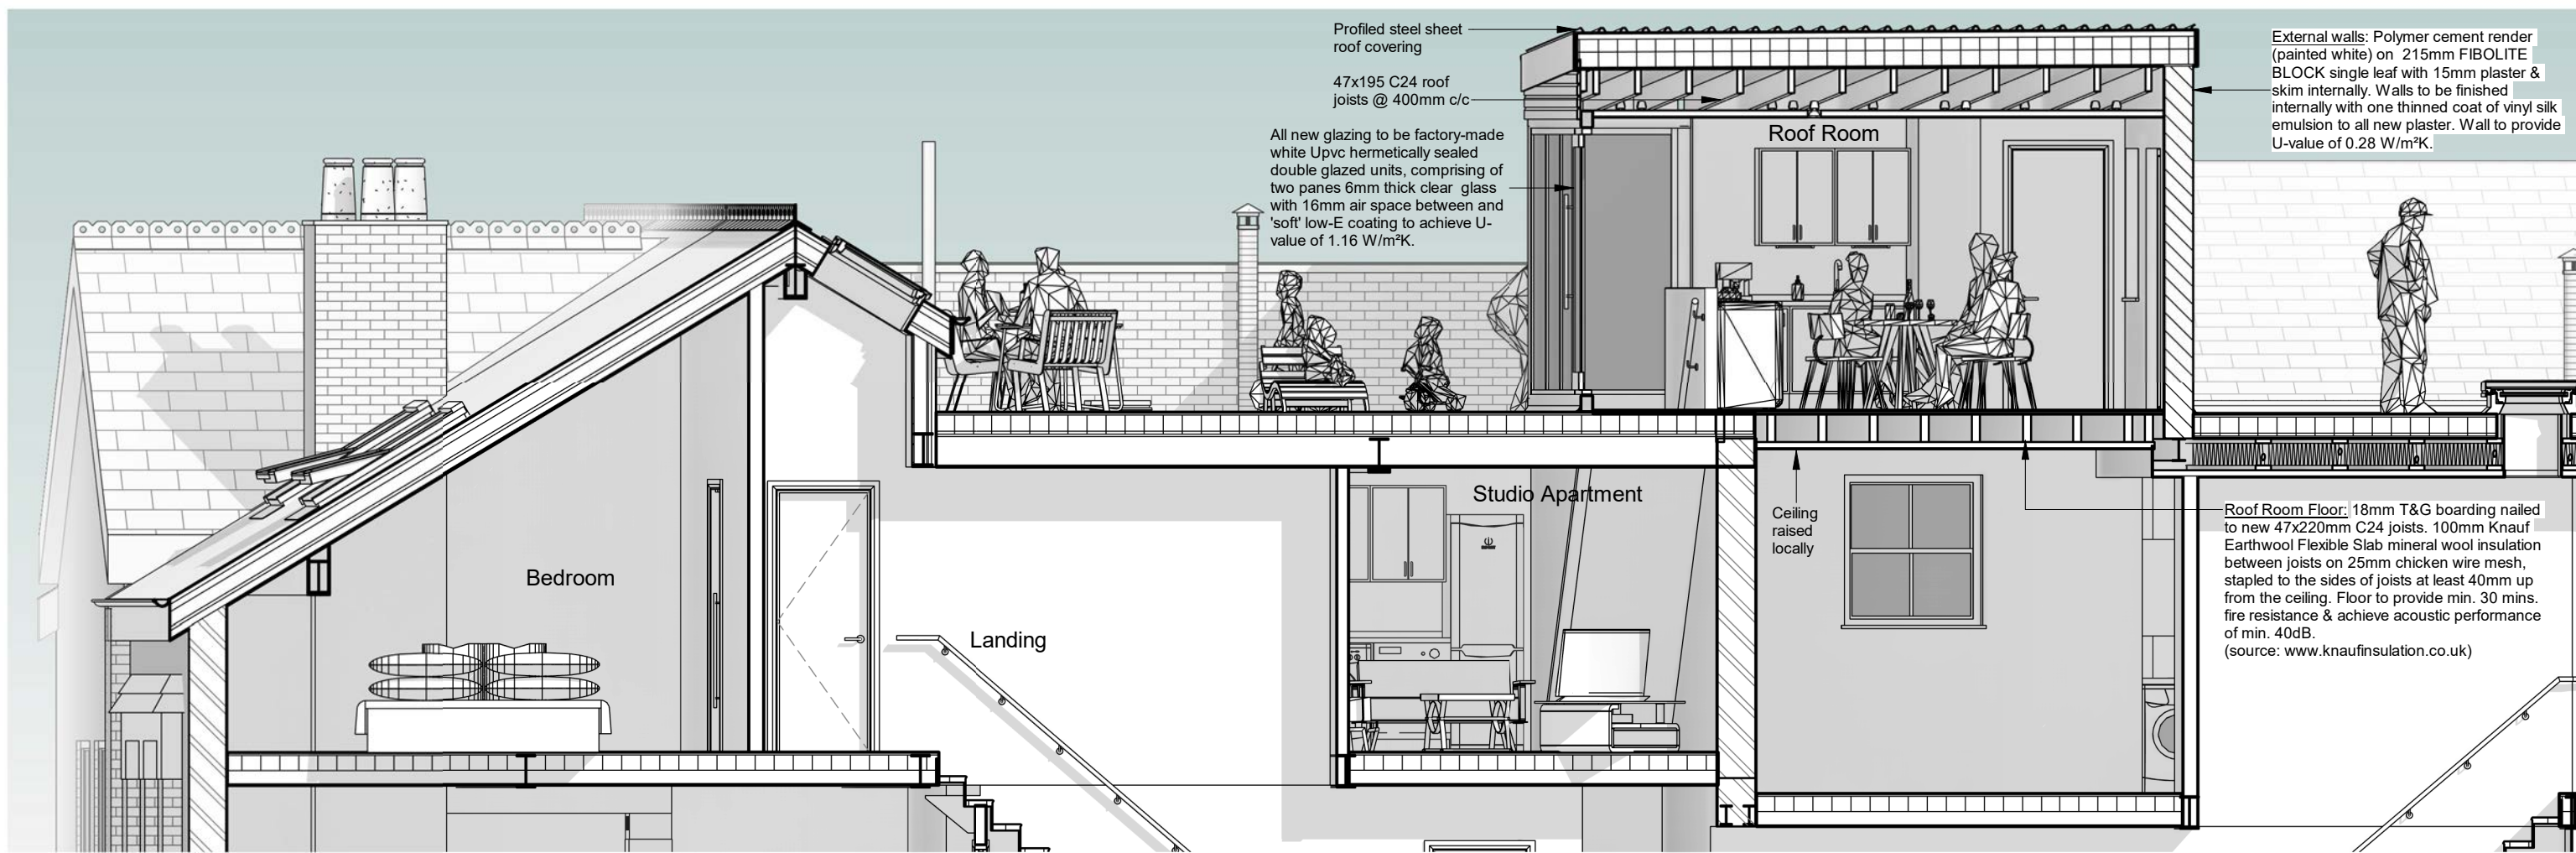 Profiled steel sheet
roof covering
47x195 C24 roof
joists @ 400mm c/c
All new glazing to be factory-made
white Upvc hermetically sealed
double glazed units, comprising of
two panes 6mm thick clear glass
with 16mm air space between and
'soft' low-E coating to achieve U-
value of 1.16 W/m²K.
External walls: Polymer cement render
(painted white) on 215mm FIBOLITE
BLOCK single leaf with 15mm plaster &
skim internally. Walls to be finished
internally with one thinned coat of vinyl silk
emulsion to all new plaster. Wall to provide
U-value of 0.28 W/m²K.
Roof Room
Studio Apartment
Ceiling
raised
locally
Bedroom
Landing
Roof Room Floor: 18mm T&G boarding nailed
to new 47x220mm C24 joists. 100mm Knauf
Earthwool Flexible Slab mineral wool insulation
between joists on 25mm chicken wire mesh,
stapled to the sides of joists at least 40mm up
from the ceiling. Floor to provide min. 30 mins.
fire resistance & achieve acoustic performance
of min. 40dB.
(source: www.knaufinsulation.co.uk)